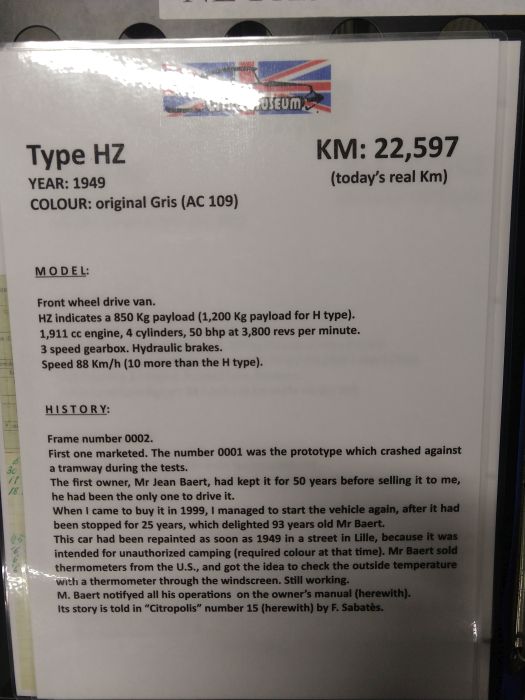 Type HZ
KM: 22,597
YEAR: 1949
(today's real Km)
COLOUR: original Gris (AC 109)
MODEL:
Front wheel drive van.
HZ indicates a 850 Kg payload (1,200 Kg payload for H type).
1,911 cc engine, 4 cylinders, 50 bhp at 3,800 revs per minute.
3 speed gearbox. Hydraulic brakes.
Speed 88 Km/h (10 more than the H type).
HISTORY:
Frame number 0002.
First one marketed. The number 0001 was the prototype which crashed against
a tramway during the tests.
The first owner, Mr Jean Baert, had kept it for 50 years before selling it to me,
he had been the only one to drive it.
When I came to buy it in 1999, I managed to start the vehicle again, after it had
been stopped for 25 years, which delighted 93 years old Mr Baert.
This car had been repainted as soon as 1949 in a street in Lille, because it was
intended for unauthorized camping (required colour at that time). Mr Baert sold
thermometers from the U.S., and got the idea to check the outside temperature
with a thermometer through the windscreen. Still working.
M. Baert notifyed all his operations on the owner's manual (herewith).
Its story is told in "Citropolis" number 15 (herewith) by F. Sabatès.